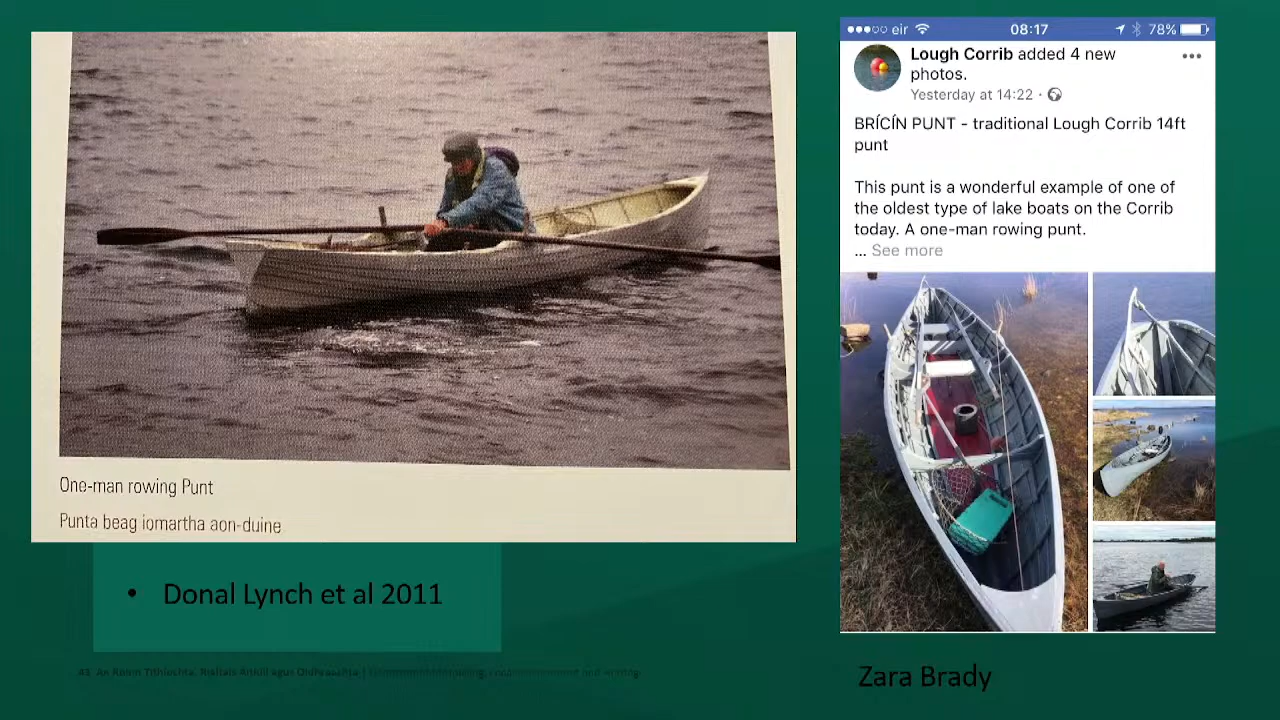 One-man rowing Punt
Punta beag iomartha aon-duine
• Donal Lynch et al 2011
eir 08:17 78%
Lough Corrib added 4 new
photos.
Yesterday at 14:22 ·
BRÍCÍN PUNT - traditional Lough Corrib 14ft
punt
This punt is a wonderful example of one of
the oldest type of lake boats on the Corrib
today. A one-man rowing punt.
... See more
Zara Brady